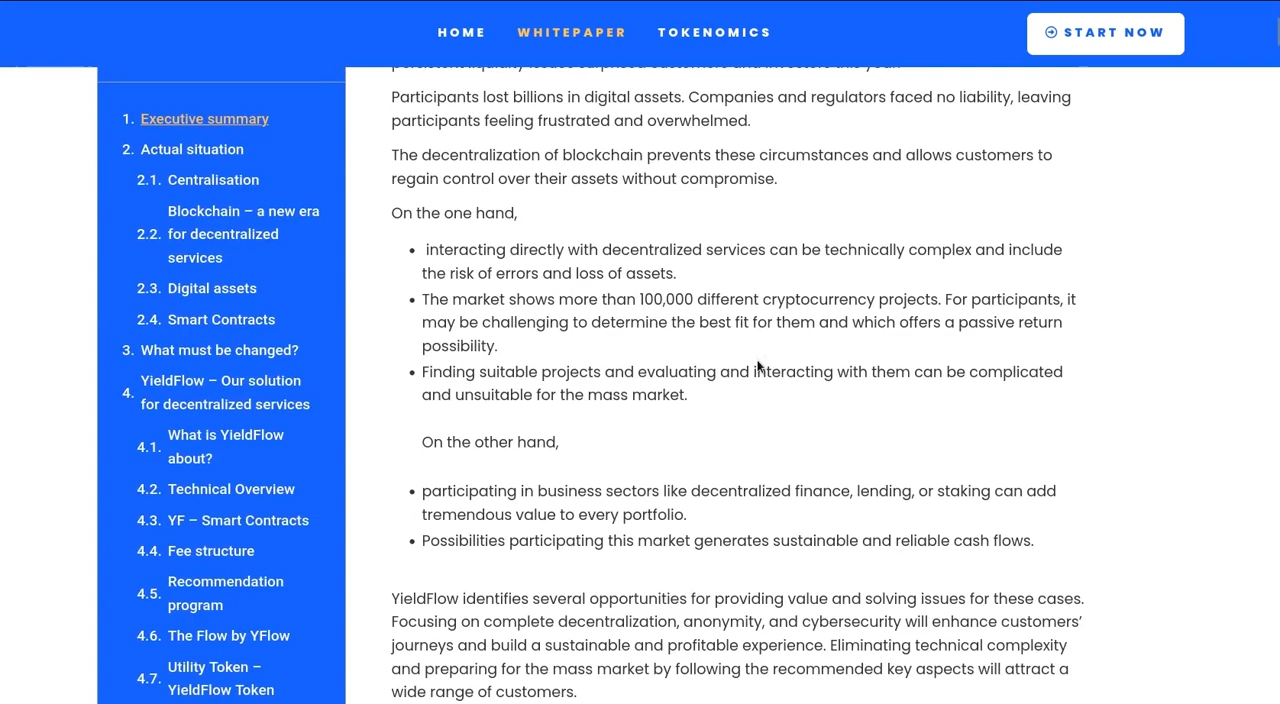 HOME WHITEPAPER TOKENOMICS START NOW
1. Executive summary
2. Actual situation
2.1. Centralisation
2.2. Blockchain – a new era
for decentralized
services
2.3. Digital assets
2.4. Smart Contracts
3. What must be changed?
4. YieldFlow – Our solution
for decentralized services
4.1. What is YieldFlow
about?
4.2. Technical Overview
4.3. YF – Smart Contracts
4.4. Fee structure
4.5. Recommendation
program
4.6. The Flow by YFlow
4.7. Utility Token –
YieldFlow Token
Participants lost billions in digital assets. Companies and regulators faced no liability, leaving
participants feeling frustrated and overwhelmed.
The decentralization of blockchain prevents these circumstances and allows customers to
regain control over their assets without compromise.
On the one hand,
• interacting directly with decentralized services can be technically complex and include
the risk of errors and loss of assets.
• The market shows more than 100,000 different cryptocurrency projects. For participants, it
may be challenging to determine the best fit for them and which offers a passive return
possibility.
• Finding suitable projects and evaluating and interacting with them can be complicated
and unsuitable for the mass market.
On the other hand,
• participating in business sectors like decentralized finance, lending, or staking can add
tremendous value to every portfolio.
• Possibilities participating this market generates sustainable and reliable cash flows.
YieldFlow identifies several opportunities for providing value and solving issues for these cases.
Focusing on complete decentralization, anonymity, and cybersecurity will enhance customers’
journeys and build a sustainable and profitable experience. Eliminating technical complexity
and preparing for the mass market by following the recommended key aspects will attract a
wide range of customers.